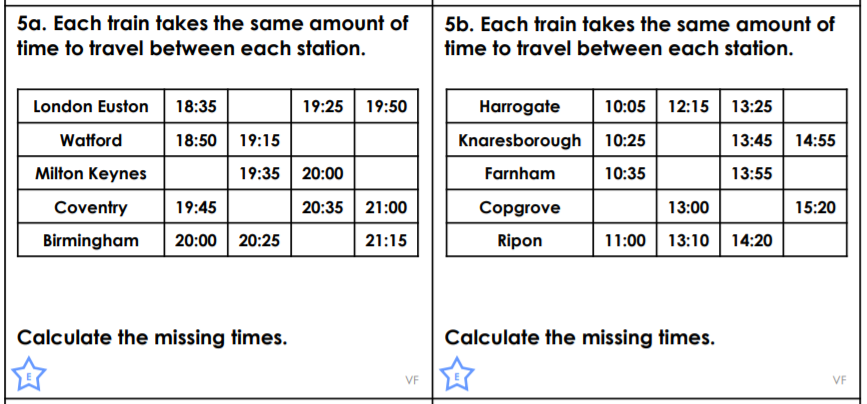 5a. Each train takes the same amount of
time to travel between each station.
London Euston 18:35 19:25 19:50
Watford 18:50 19:15
Milton Keynes 19:35 20:00
Coventry 19:45 20:35 21:00
Birmingham 20:00 20:25 21:15
Calculate the missing times.
E
VF
5b. Each train takes the same amount of
time to travel between each station.
Harrogate 10:05 12:15 13:25
Knaresborough 10:25 13:45 14:55
Farnham 10:35 13:55
Copgrove 13:00 15:20
Ripon 11:00 13:10 14:20
Calculate the missing times.
E
VF